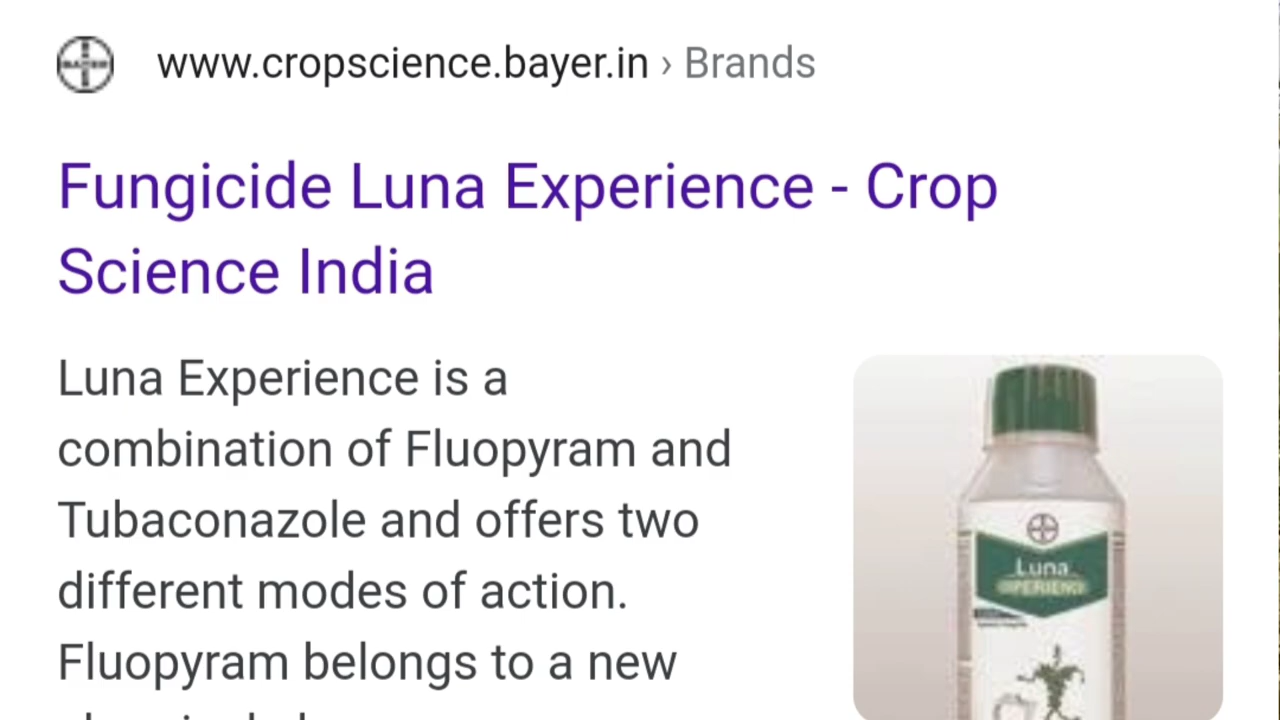 www.cropscience.bayer.in › Brands
Fungicide Luna Experience - Crop
Science India
Luna Experience is a
combination of Fluopyram and
Tubaconazole and offers two
different modes of action.
Fluopyram belongs to a new
Luna